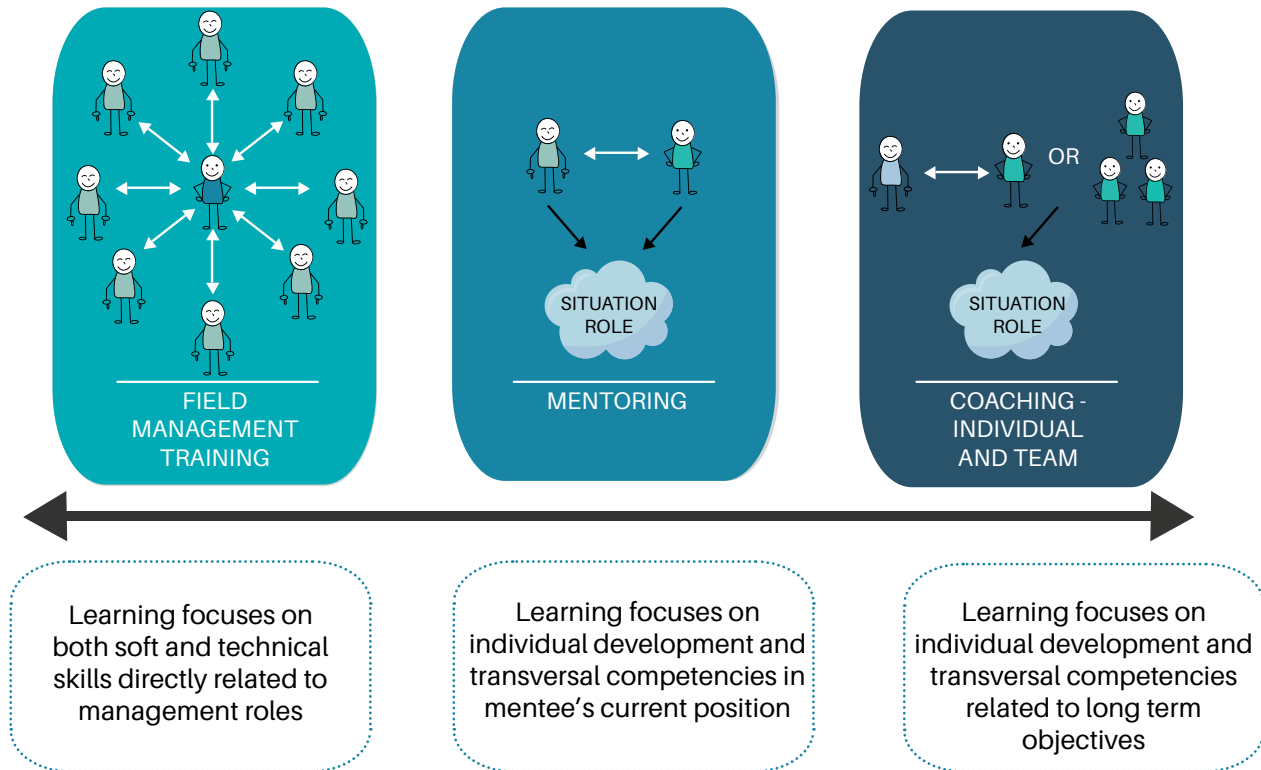 OR
SITUATION
ROLE
SITUATION
ROLE
FIELD
MANAGEMENT
TRAINING
MENTORING
COACHING -
INDIVIDUAL
AND TEAM
Learning focuses on
both soft and technical
skills directly related to
management roles
Learning focuses on
individual development and
transversal competencies in
mentee’s current position
Learning focuses on
individual development and
transversal competencies
related to long term
objectives